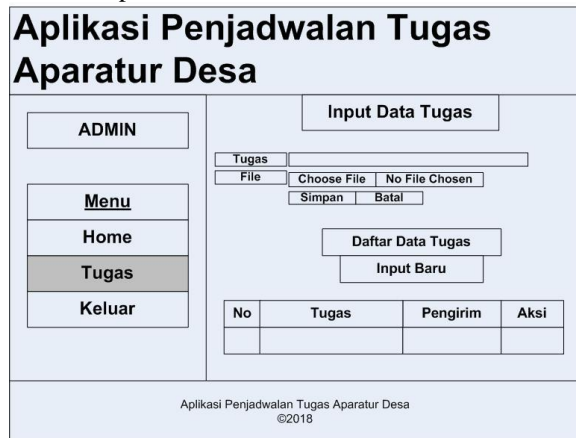 Aplikasi Penjadwalan Tugas
Aparatur Desa
ADMIN
Menu
Home
Tugas
Keluar
Input Data Tugas
Tugas
File Choose File No File Chosen
Simpan Batal
Daftar Data Tugas
Input Baru
No Tugas Pengirim Aksi
Aplikasi Penjadwalan Tugas Aparatur Desa
©2018